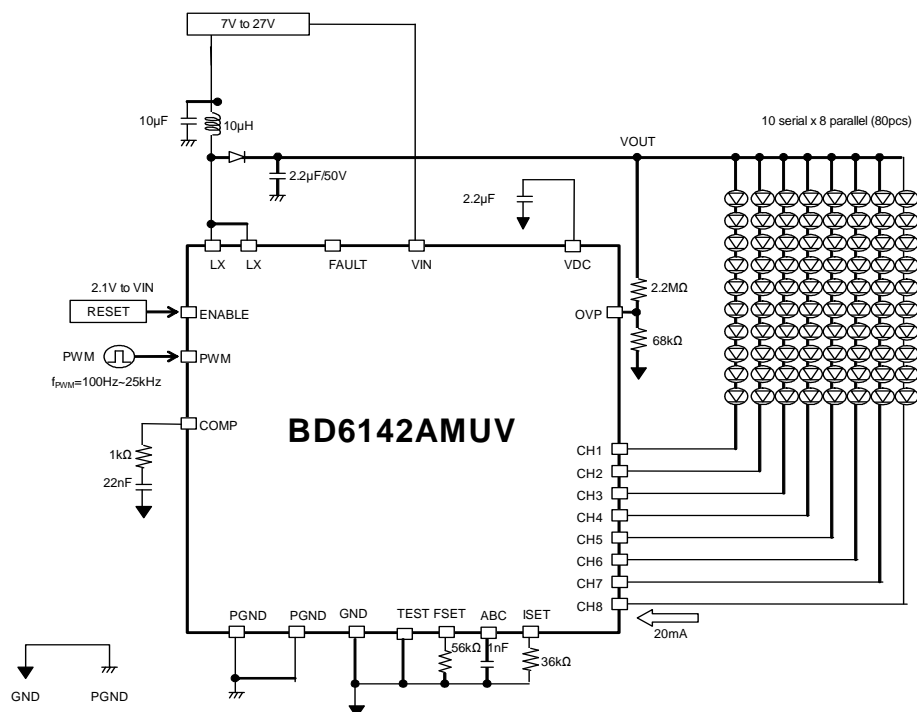 7V to 27V
10µF
10µH
10 serial x 8 parallel (80pcs)
VOUT
2.2µF/50V
2.2µF
LX
LX
FAULT
VIN
VDC
2.1V to VIN
RESET
ENABLE
2.2MΩ
OVP
68kΩ
PWM
PWM
fPWM=100Hz~25kHz
COMP
BD6142AMUV
1kΩ
22nF
CH1
CH2
CH3
CH4
CH5
CH6
CH7
CH8
PGND
PGND
GND
TEST
FSET
ABC
ISET
20mA
56kΩ
1nF
36kΩ
GND
PGND